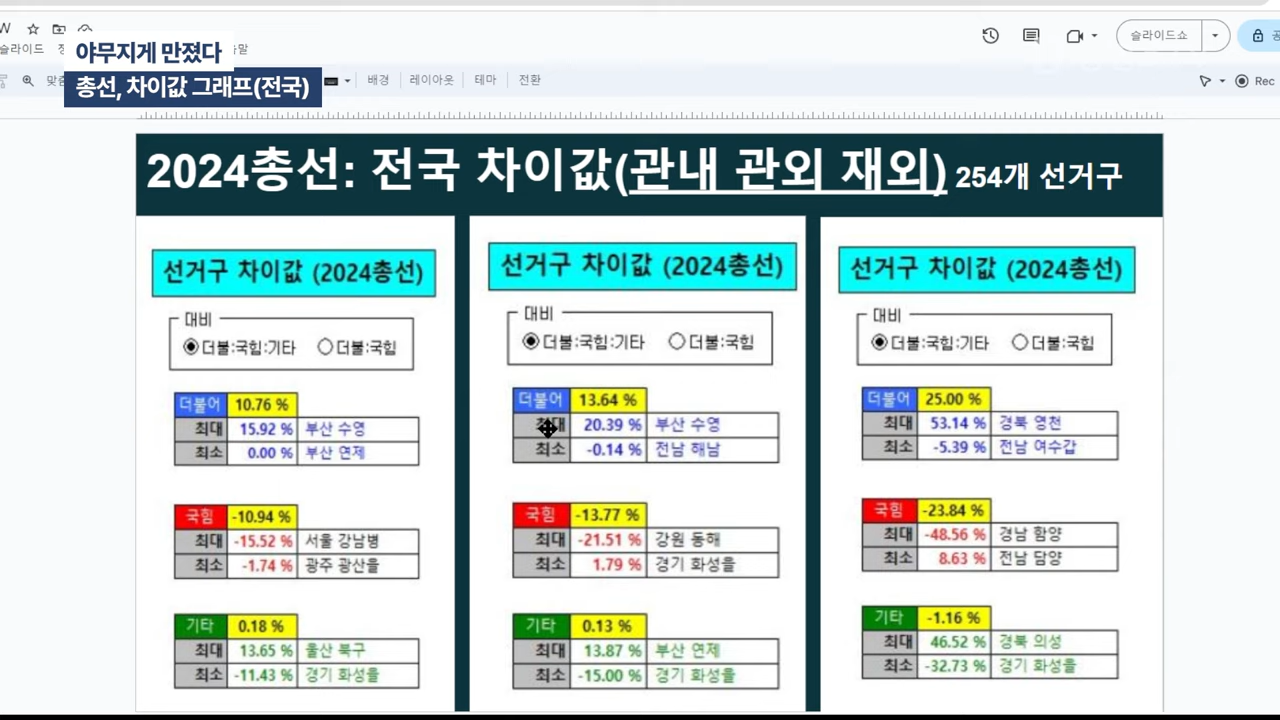 야무지게 만졌다
총선, 차이값 그래프(전국)
슬라이드
슬라이드쇼
배경
레이아웃
테마
전환
Rec
2024총선: 전국 차이값(관내 관외 재외) 254개 선거구
선거구 차이값 (2024총선)
대비
더불:국힘:기타 더불:국힘
더불어 10.76 %
최대 15.92 % 부산 수영
최소 0.00 % 부산 연제
국힘 -10.94 %
최대 -15.52 % 서울 강남병
최소 -1.74 % 광주 광산을
기타 0.18 %
최대 13.65 % 울산 북구
최소 -11.43 % 경기 화성을
선거구 차이값 (2024총선)
대비
더불:국힘:기타 더불:국힘
더불어 13.64 %
최대 20.39 % 부산 수영
최소 -0.14 % 전남 해남
국힘 -13.77 %
최대 -21.51 % 강원 동해
최소 1.79 % 경기 화성을
기타 0.13 %
최대 13.87 % 부산 연제
최소 -15.00 % 경기 화성을
선거구 차이값 (2024총선)
대비
더불:국힘:기타 더불:국힘
더불어 25.00 %
최대 53.14 % 경북 영천
최소 -5.39 % 전남 여수갑
국힘 -23.84 %
최대 -48.56 % 경남 함양
최소 8.63 % 전남 담양
기타 -1.16 %
최대 46.52 % 경북 의성
최소 -32.73 % 경기 화성을